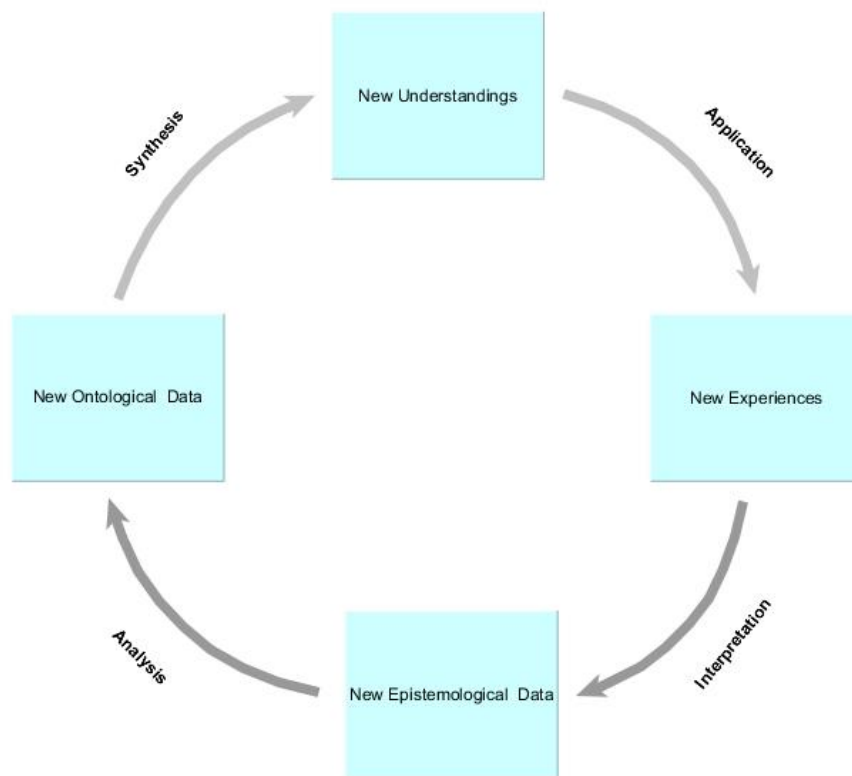 New Understandings
Synthesis
Application
New Ontological Data
New Experiences
Analysis
Interpretation
New Epistemological Data